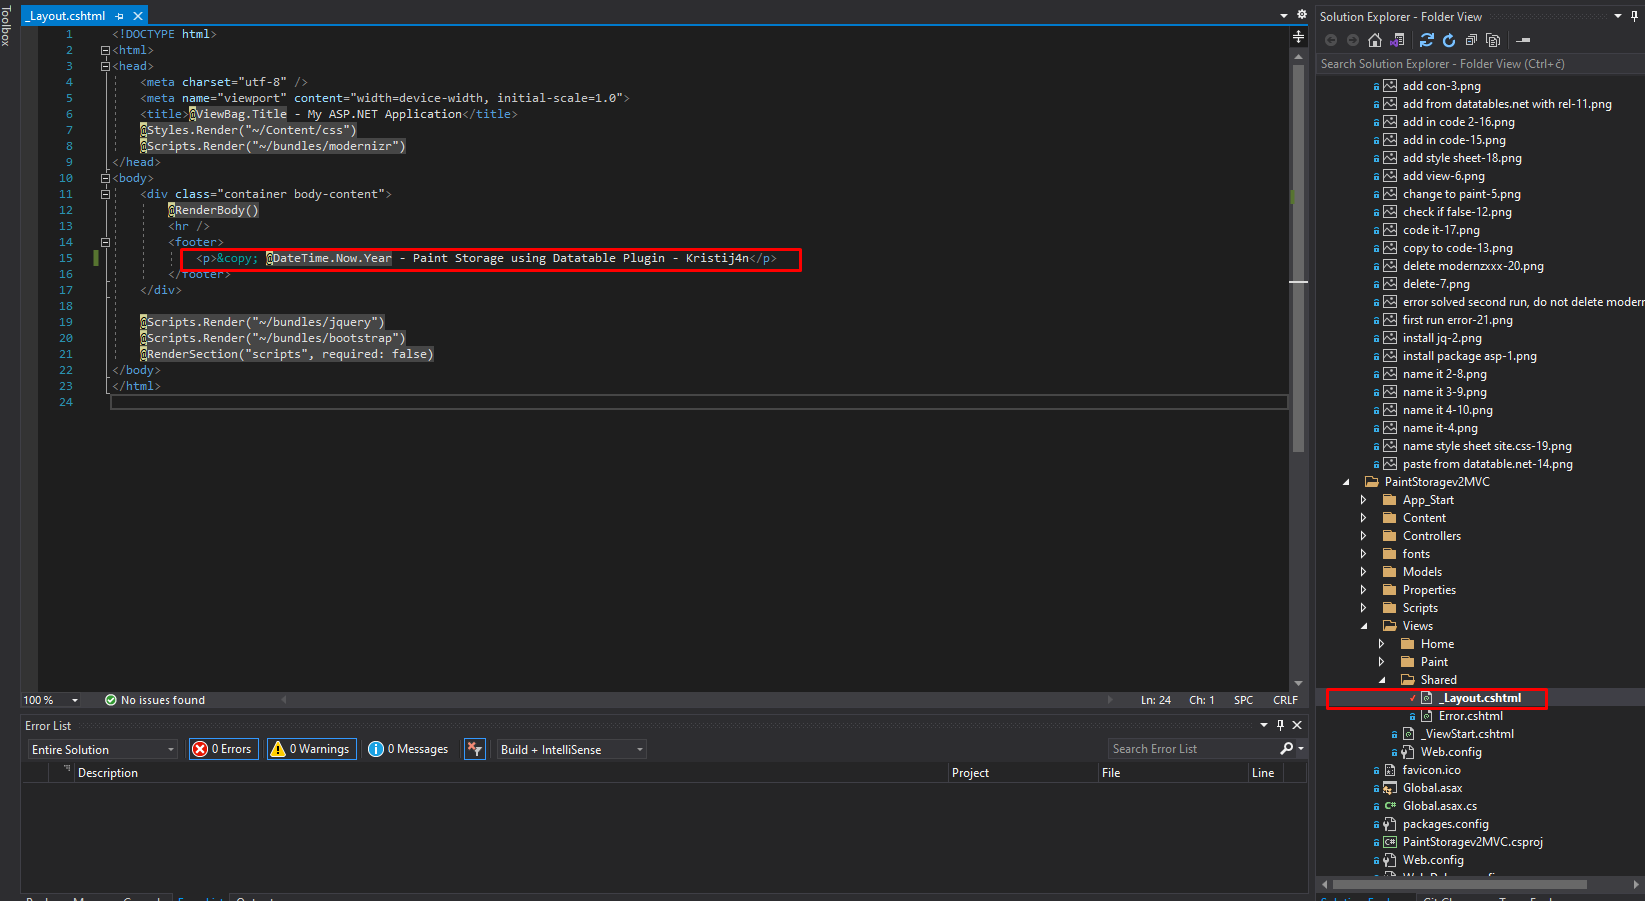 Toolbox
_Layout.cshtml
1 <!DOCTYPE html>
2 <html>
3 <head>
4 <meta charset="utf-8" />
5 <meta name="viewport" content="width=device-width, initial-scale=1.0">
6 <title>@ViewBag.Title - My ASP.NET Application</title>
7 @Styles.Render("~/Content/css")
8 @Scripts.Render("~/bundles/modernizr")
9 </head>
10 <body>
11 <div class="container body-content">
12 @RenderBody()
13 <hr />
14 <footer>
15 <p>&copy; @DateTime.Now.Year - Paint Storage using Datatable Plugin - Kristij4n</p>
16 </footer>
17 </div>
18
19 @Scripts.Render("~/bundles/jquery")
20 @Scripts.Render("~/bundles/bootstrap")
21 @RenderSection("scripts", required: false)
22 </body>
23 </html>
24
100 % No issues found Ln: 24 Ch: 1 SPC CRLF
Error List
Entire Solution 0 Errors 0 Warnings 0 Messages Build + IntelliSense Search Error List
Description Project File Line
Solution Explorer - Folder View
Search Solution Explorer - Folder View (Ctrl+č)
add con-3.png
add from datatables.net with rel-11.png
add in code 2-16.png
add in code-15.png
add style sheet-18.png
add view-6.png
change to paint-5.png
check if false-12.png
code it-17.png
copy to code-13.png
delete modernzxxx-20.png
delete-7.png
error solved second run, do not delete moder
first run error-21.png
install jq-2.png
install package asp-1.png
name it 2-8.png
name it 3-9.png
name it 4-10.png
name it-4.png
name style sheet site.css-19.png
paste from datatable.net-14.png
PaintStoragev2MVC
App_Start
Content
Controllers
fonts
Models
Properties
Scripts
Views
Home
Paint
Shared
_Layout.cshtml
Error.cshtml
_ViewStart.cshtml
Web.config
favicon.ico
Global.asax
Global.asax.cs
packages.config
PaintStoragev2MVC.csproj
Web.config